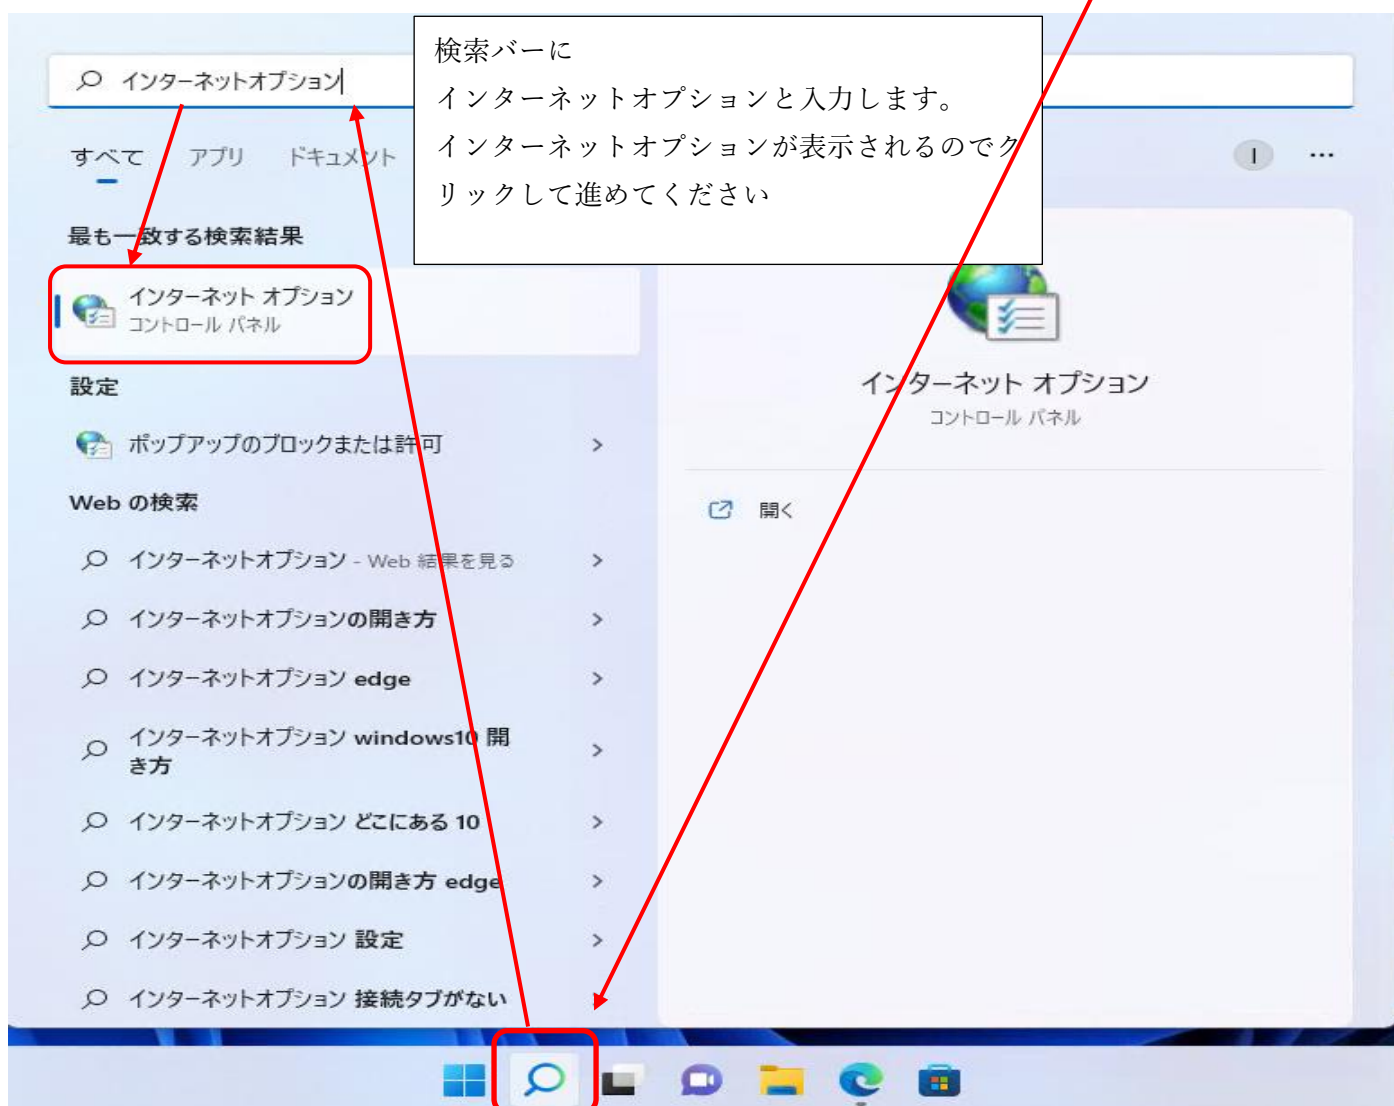 検索バーに
インターネットオプションと入力します。
インターネットオプションが表示されるのでク
リックして進めてください
インターネットオプション
すべて アプリ ドキュメント
I ...
最も一致する検索結果
インターネット オプション
コントロール パネル
設定
ポップアップのブロックまたは許可
Web の検索
インターネットオプション - Web 結果を見る
インターネットオプションの開き方
インターネットオプション edge
インターネットオプション windows10 開
き方
インターネットオプション どこにある 10
インターネットオプションの開き方 edge
インターネットオプション 設定
インターネットオプション 接続タブがない
インターネット オプション
コントロール パネル
開く